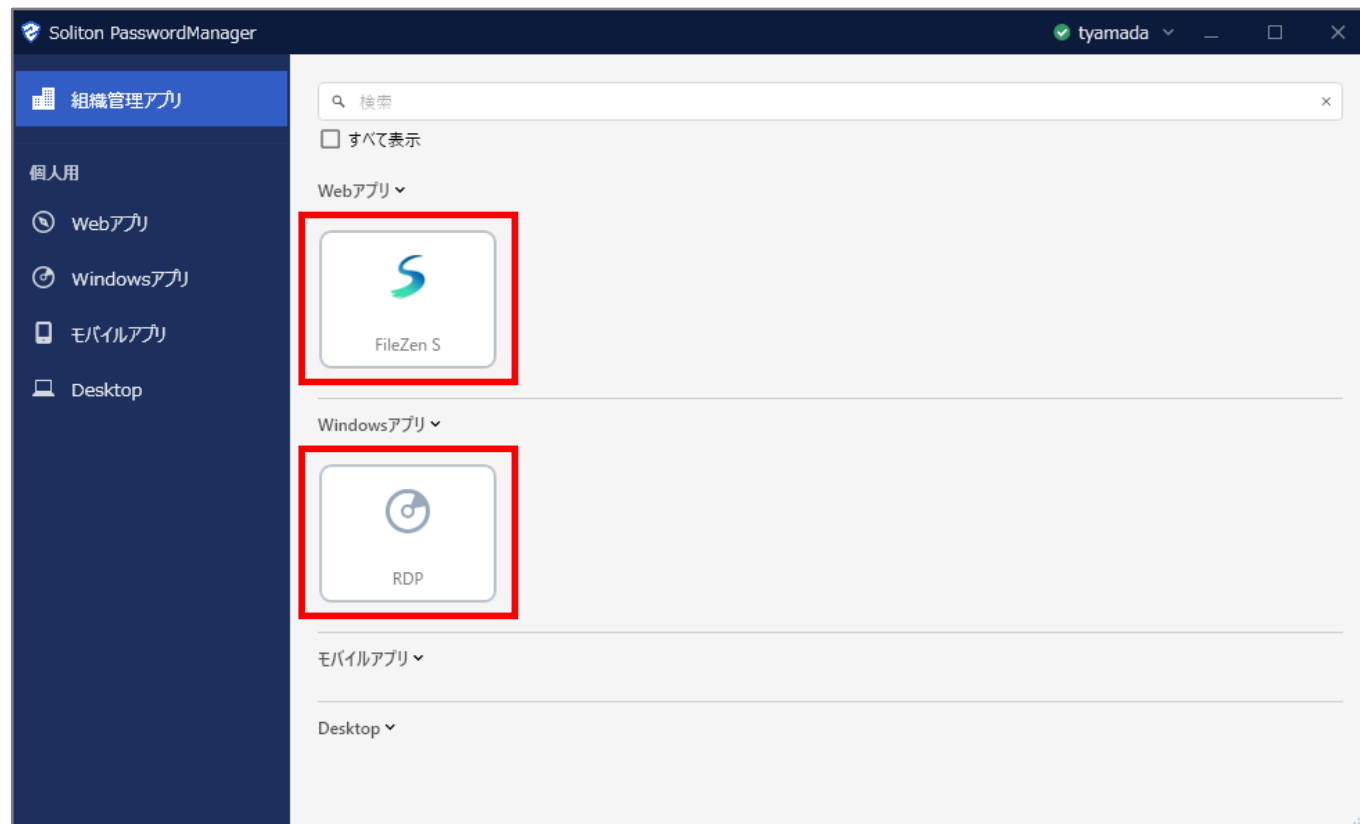 Soliton PasswordManager
tyamada
組織管理アプリ
個人用
Webアプリ
Windowsアプリ
モバイルアプリ
Desktop
検索
すべて表示
Webアプリ
FileZen S
Windowsアプリ
RDP
モバイルアプリ
Desktop